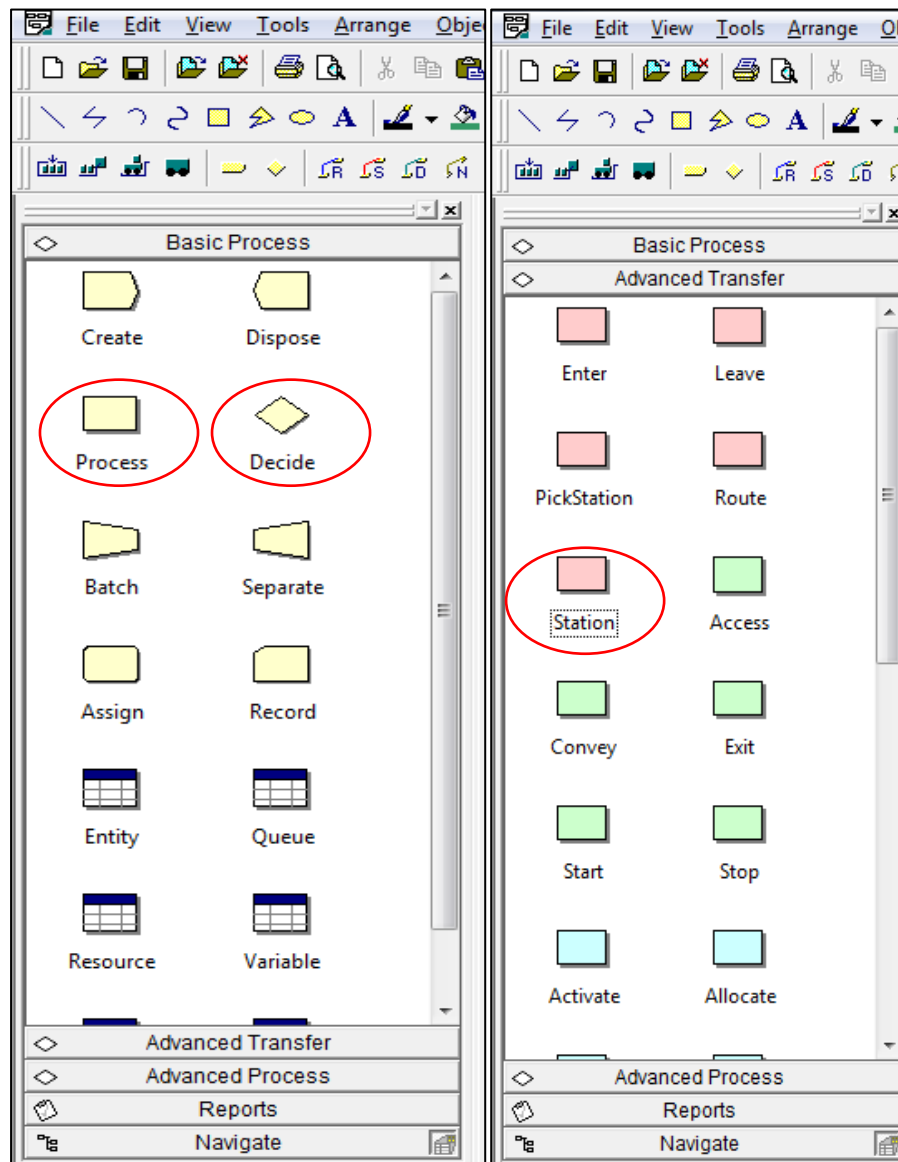 File Edit View Tools Arrange
A
R S D N
Basic Process
Create Dispose
Process Decide
Batch Separate
Assign Record
Entity Queue
Resource Variable
Advanced Transfer
Advanced Process
Reports
Navigate
File Edit View Tools Arrange
A
R S D
Basic Process
Advanced Transfer
Enter Leave
PickStation Route
Station Access
Convey Exit
Start Stop
Activate Allocate
Advanced Process
Reports
Navigate